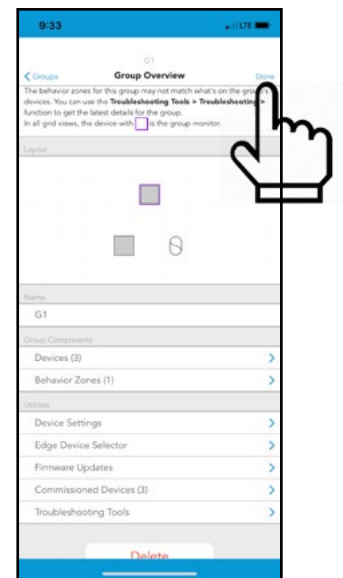 9:33
LTE
G1
Groups
Group Overview
Done
The behavior zones for this group may not match what's on the group's
devices. You can use the Troubleshooting Tools > Troubleshooting >
function to get the latest details for the group.
In all grid views, the device with is the group monitor.
Layout
Name
G1
Group Components
Devices (3)
Behavior Zones (1)
Utilities
Device Settings
Edge Device Selector
Firmware Updates
Commissioned Devices (3)
Troubleshooting Tools
Delete